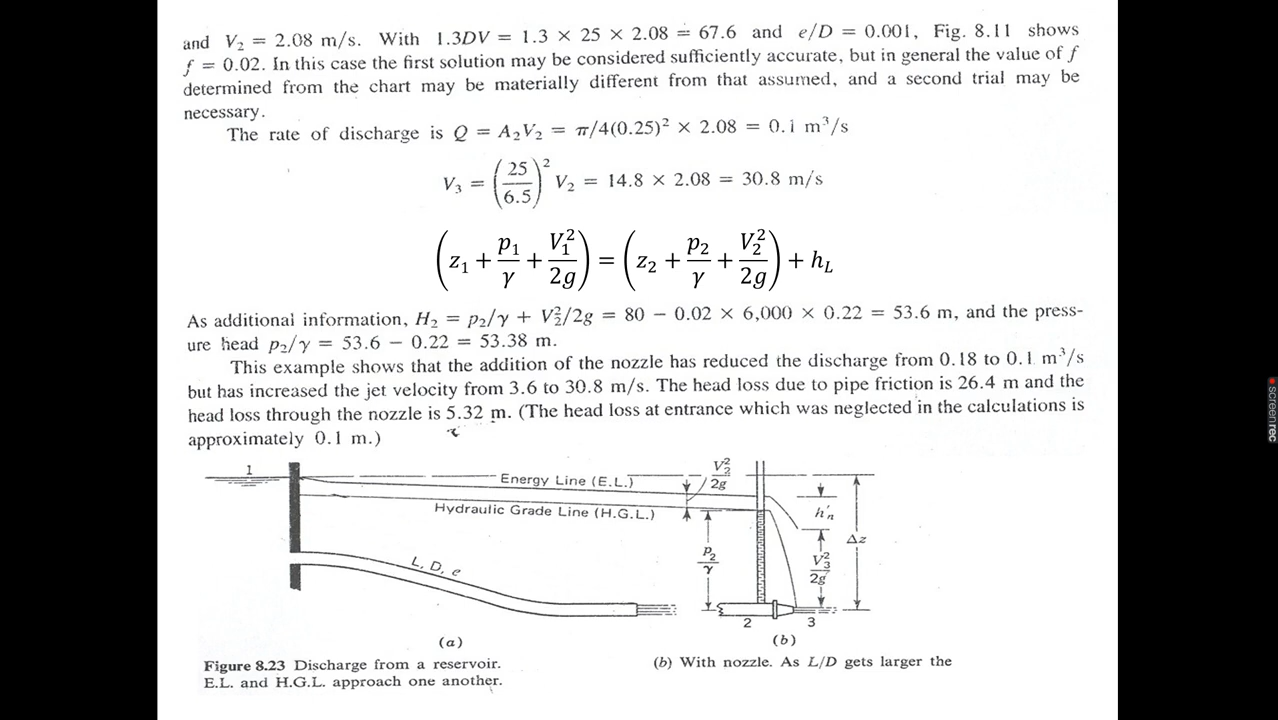 and V₂ = 2.08 m/s. With 1.3DV = 1.3 × 25 × 2.08 = 67.6 and e/D = 0.001, Fig. 8.11 shows
f = 0.02. In this case the first solution may be considered sufficiently accurate, but in general the value of f
determined from the chart may be materially different from that assumed, and a second trial may be
necessary.
The rate of discharge is Q = A₂V₂ = π/4(0.25)² × 2.08 = 0.1 m³/s
V₃ = (25/6.5)² V₂ = 14.8 × 2.08 = 30.8 m/s
(z₁ + p₁/γ + V₁²/2g) = (z₂ + p₂/γ + V₂²/2g) + h_L
As additional information, H₂ = p₂/γ + V₂²/2g = 80 − 0.02 × 6,000 × 0.22 = 53.6 m, and the press-
ure head p₂/γ = 53.6 − 0.22 = 53.38 m.
This example shows that the addition of the nozzle has reduced the discharge from 0.18 to 0.1 m³/s
but has increased the jet velocity from 3.6 to 30.8 m/s. The head loss due to pipe friction is 26.4 m and the
head loss through the nozzle is 5.32 m. (The head loss at entrance which was neglected in the calculations is
approximately 0.1 m.)
1
Energy Line (E.L.)
V₂²/2g
Hydraulic Grade Line (H.G.L.)
h′ₙ
Δz
p₂/γ
V₃²/2g
L, D, e
2
3
(a)
(b)
Figure 8.23 Discharge from a reservoir.
(b) With nozzle. As L/D gets larger the
E.L. and H.G.L. approach one another.
screenrec